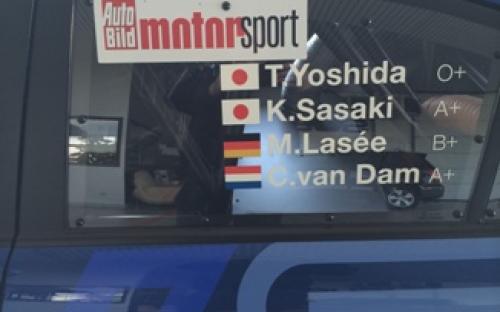 Auto
Bild motorsport
T.Yoshida O+
K.Sasaki A+
M.Lasée B+
C.van Dam A+